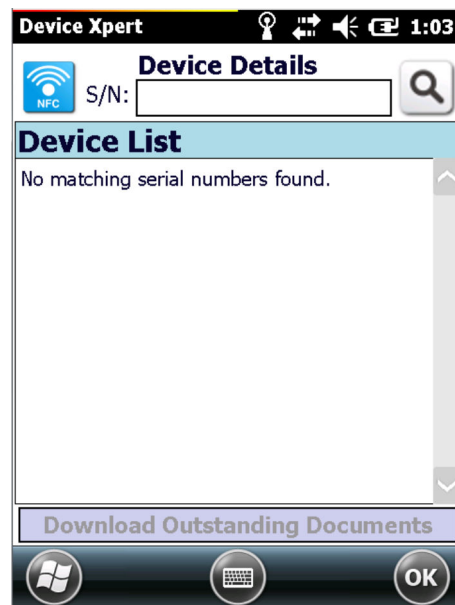 Device Xpert 1:03
Device Details
NFC S/N:
Device List
No matching serial numbers found.
Download Outstanding Documents
OK